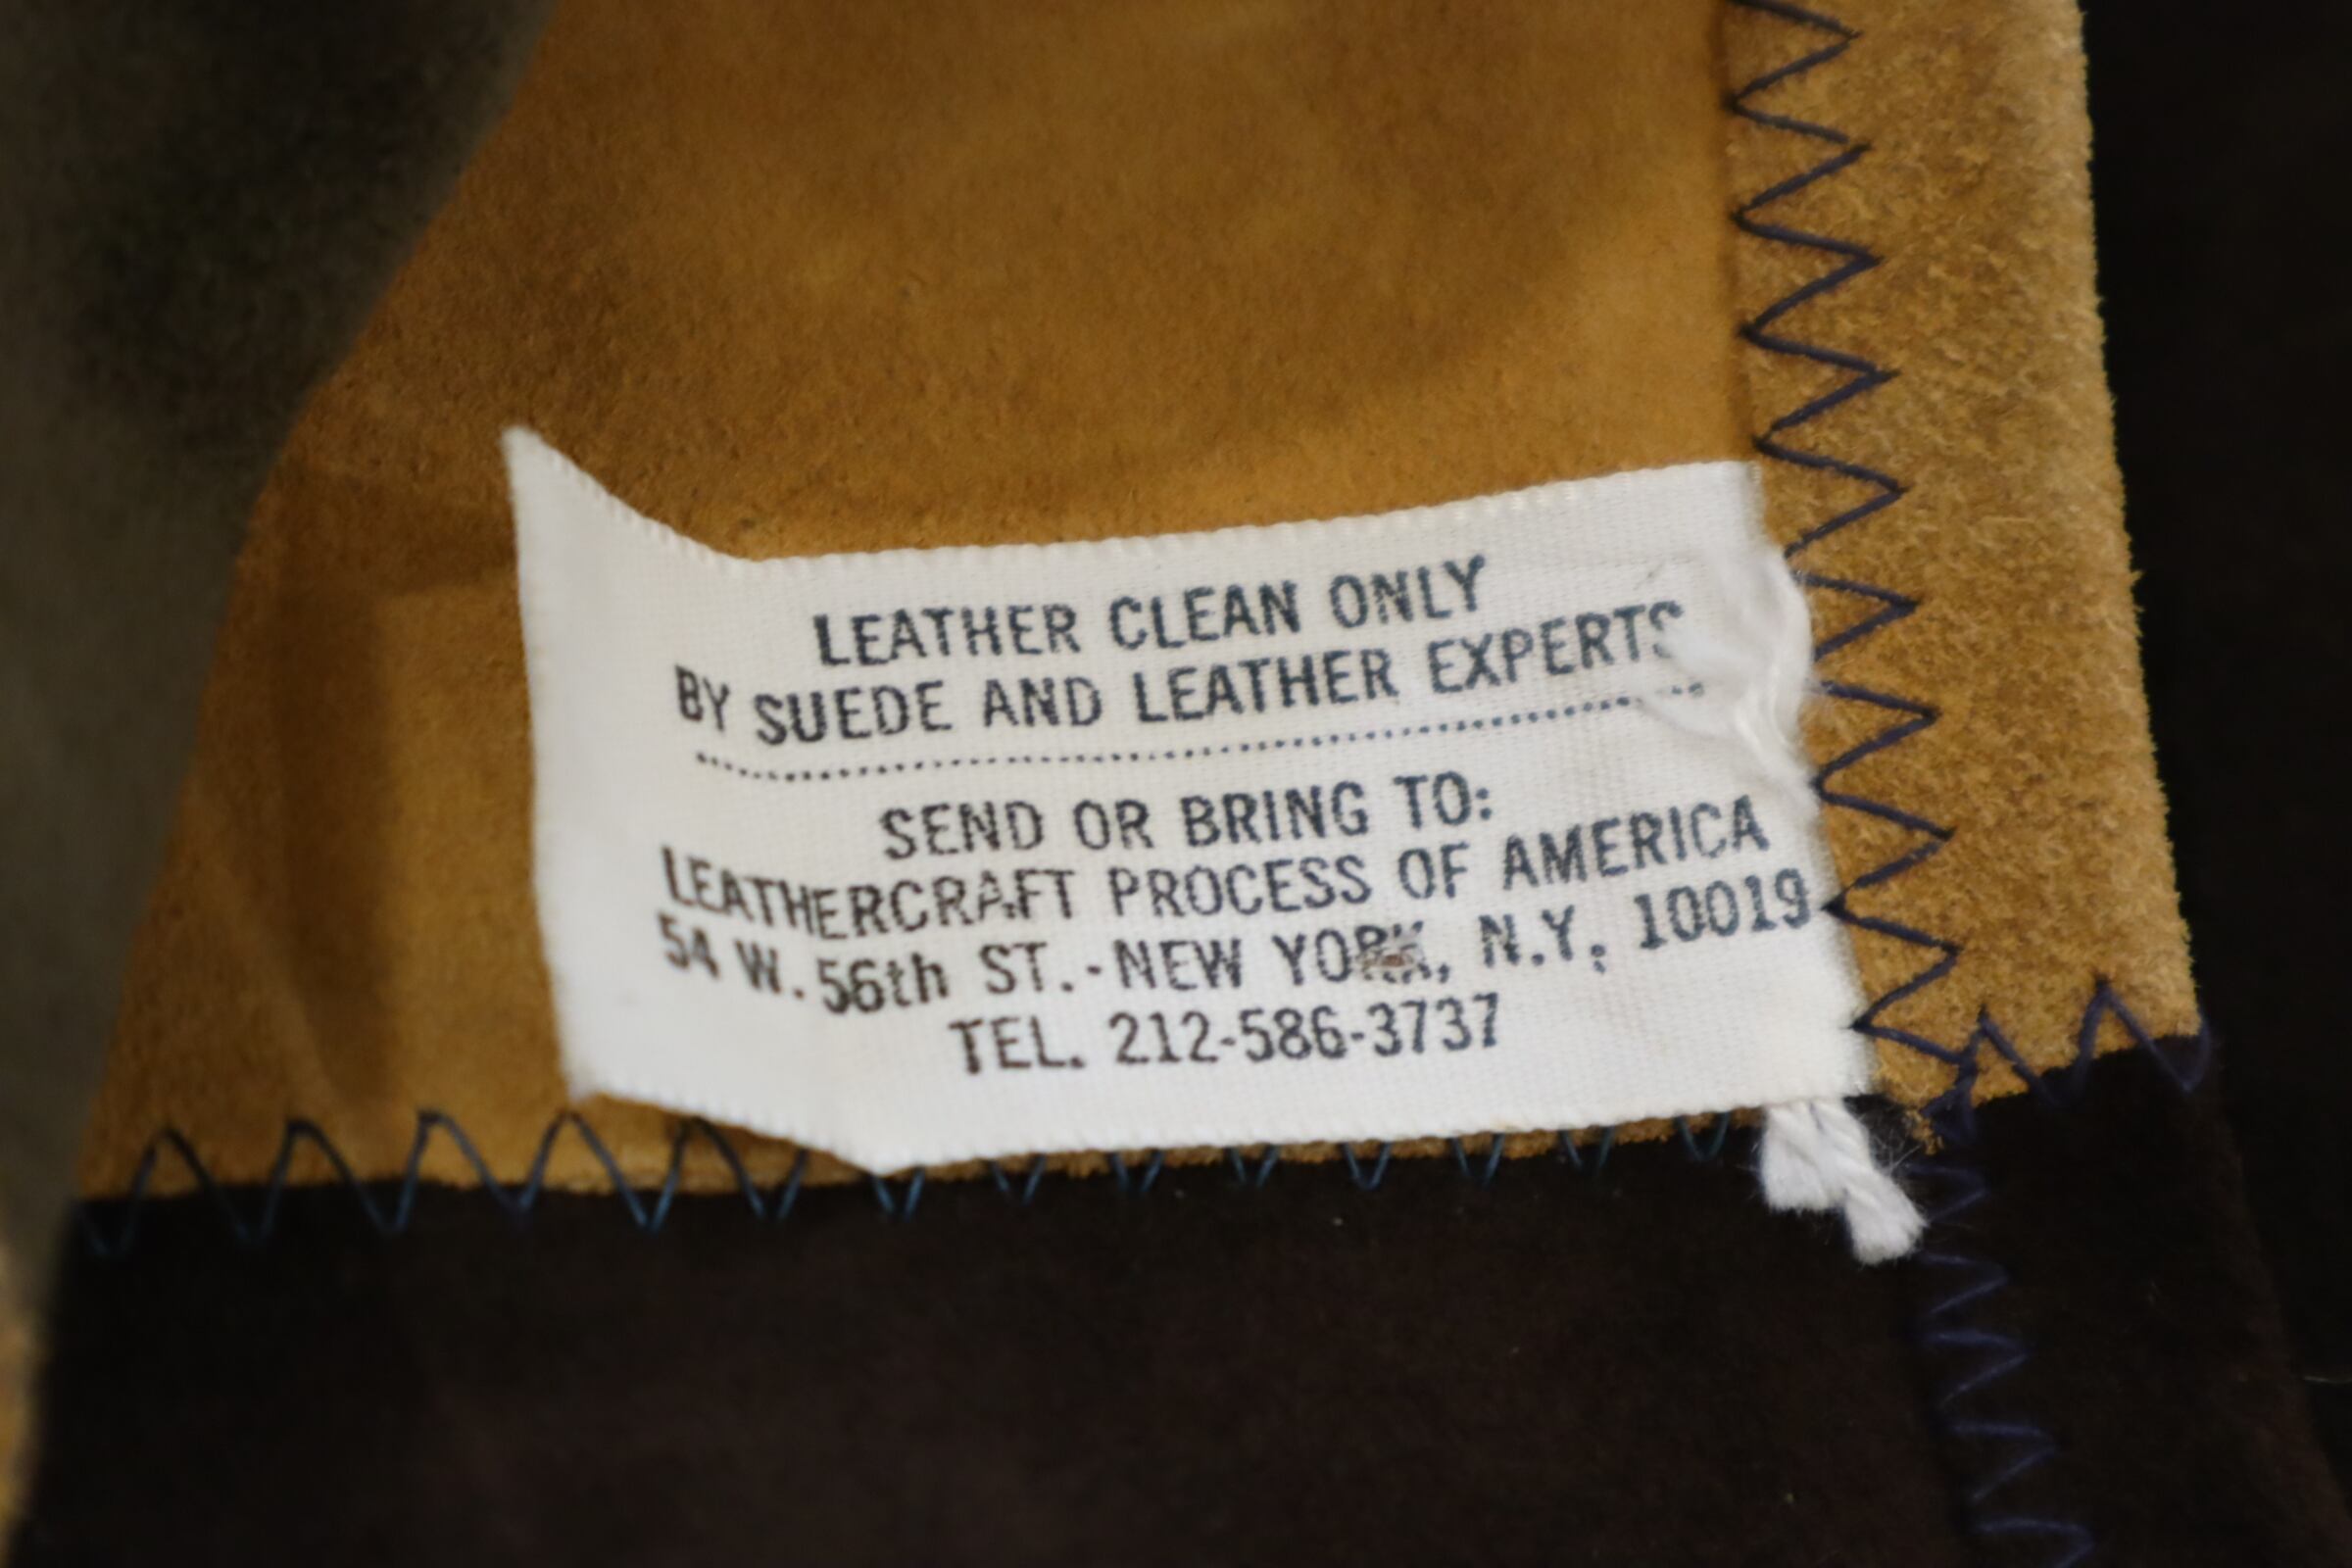 LEATHER CLEAN ONLY
BY SUEDE AND LEATHER EXPERTS
SEND OR BRING TO:
LEATHERCRAFT PROCESS OF AMERICA
54 W. 56th ST.-NEW YORK, N.Y. 10019
TEL. 212-586-3737